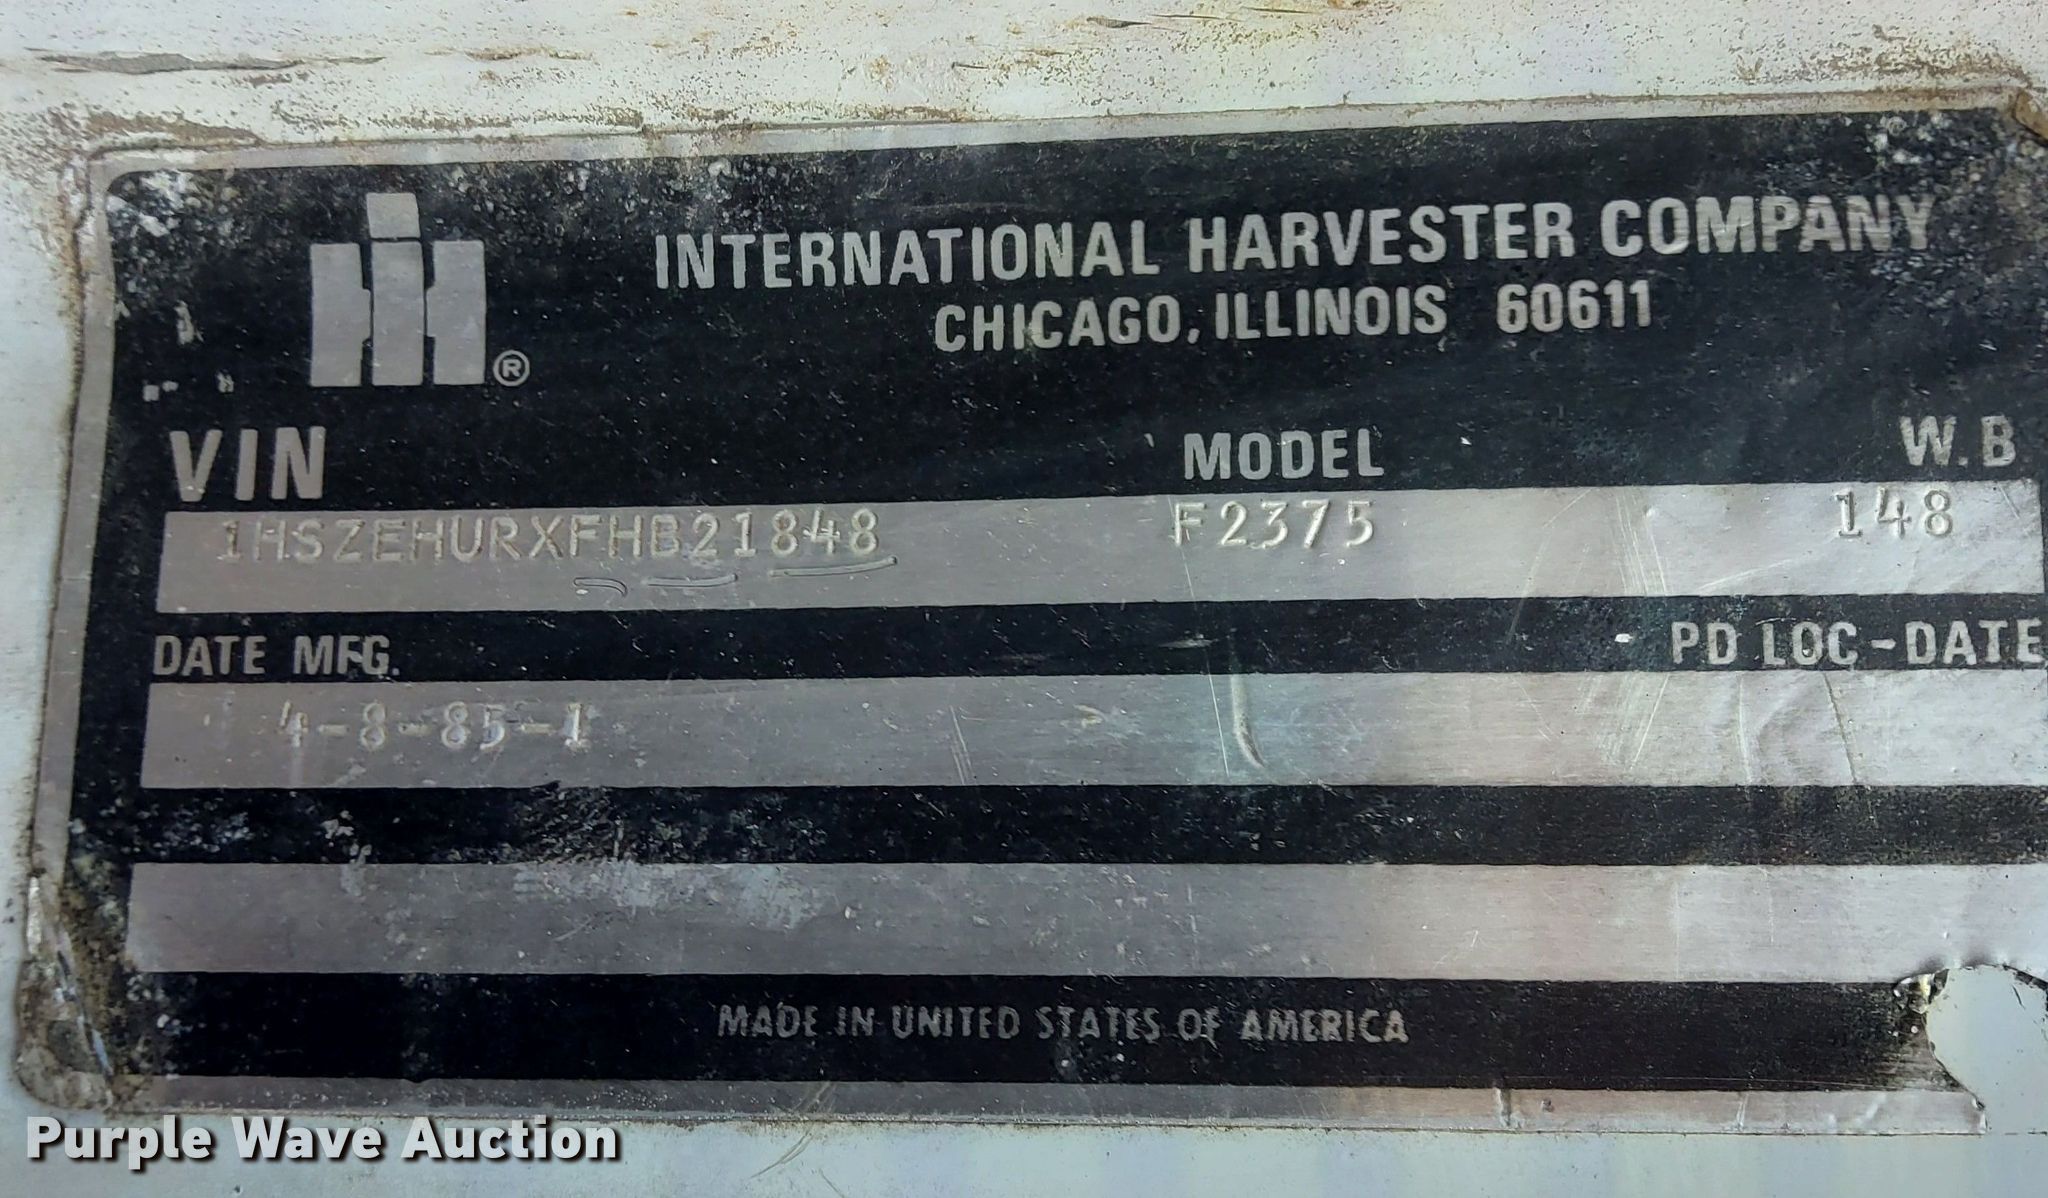 INTERNATIONAL HARVESTER COMPANY
CHICAGO, ILLINOIS 60611
®
VIN MODEL W.B
1HSZEHURXFHB21848 F2375 148
DATE MFG. PD LOC-DATE
4-8-85-1
MADE IN UNITED STATES OF AMERICA
Purple Wave Auction